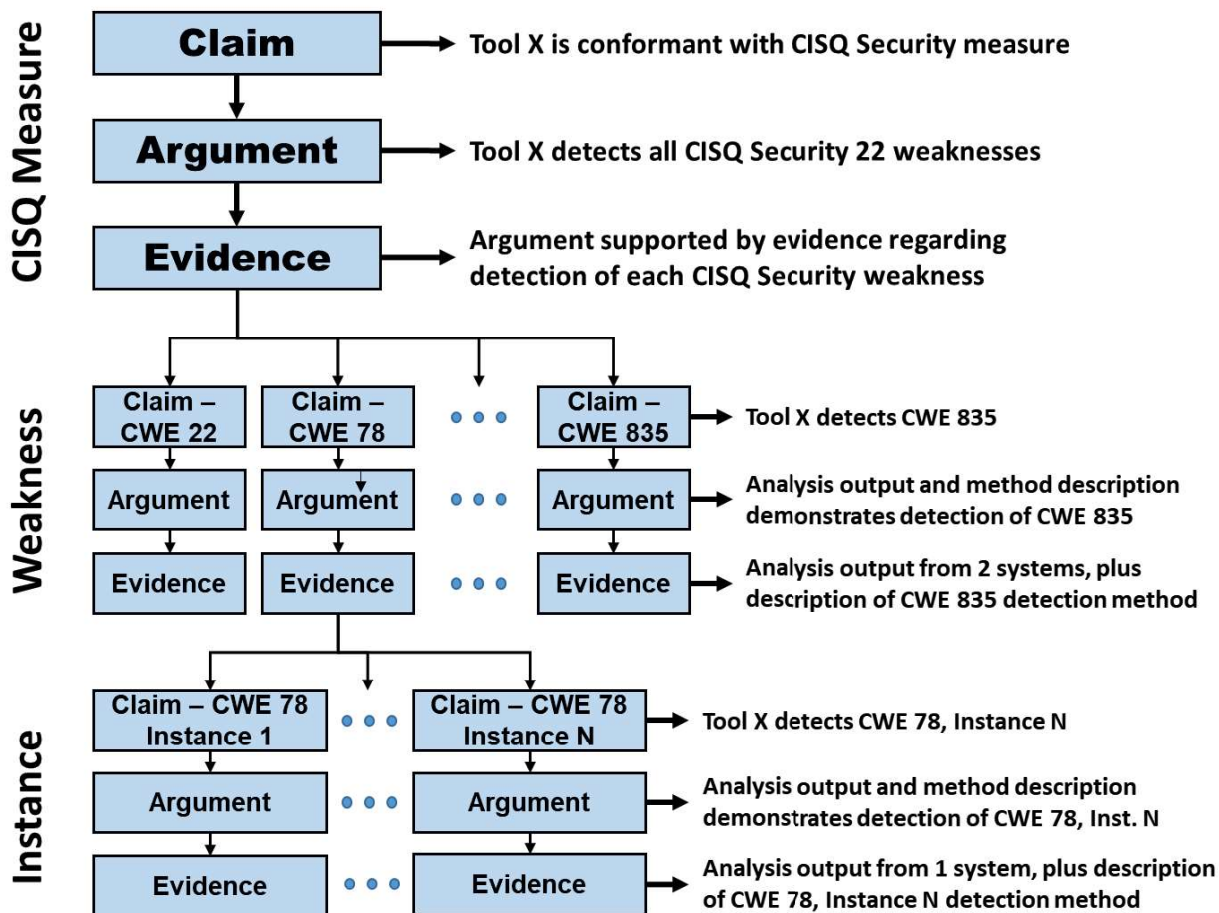 CISQ Measure
Claim
Tool X is conformant with CISQ Security measure
Argument
Tool X detects all CISQ Security 22 weaknesses
Evidence
Argument supported by evidence regarding
detection of each CISQ Security weakness
Weakness
Claim –
CWE 22
Claim –
CWE 78
Claim –
CWE 835
Tool X detects CWE 835
Argument
Argument
Argument
Analysis output and method description
demonstrates detection of CWE 835
Evidence
Evidence
Evidence
Analysis output from 2 systems, plus
description of CWE 835 detection method
Instance
Claim – CWE 78
Instance 1
Claim – CWE 78
Instance N
Tool X detects CWE 78, Instance N
Argument
Argument
Analysis output and method description
demonstrates detection of CWE 78, Inst. N
Evidence
Evidence
Analysis output from 1 system, plus description
of CWE 78, Instance N detection method